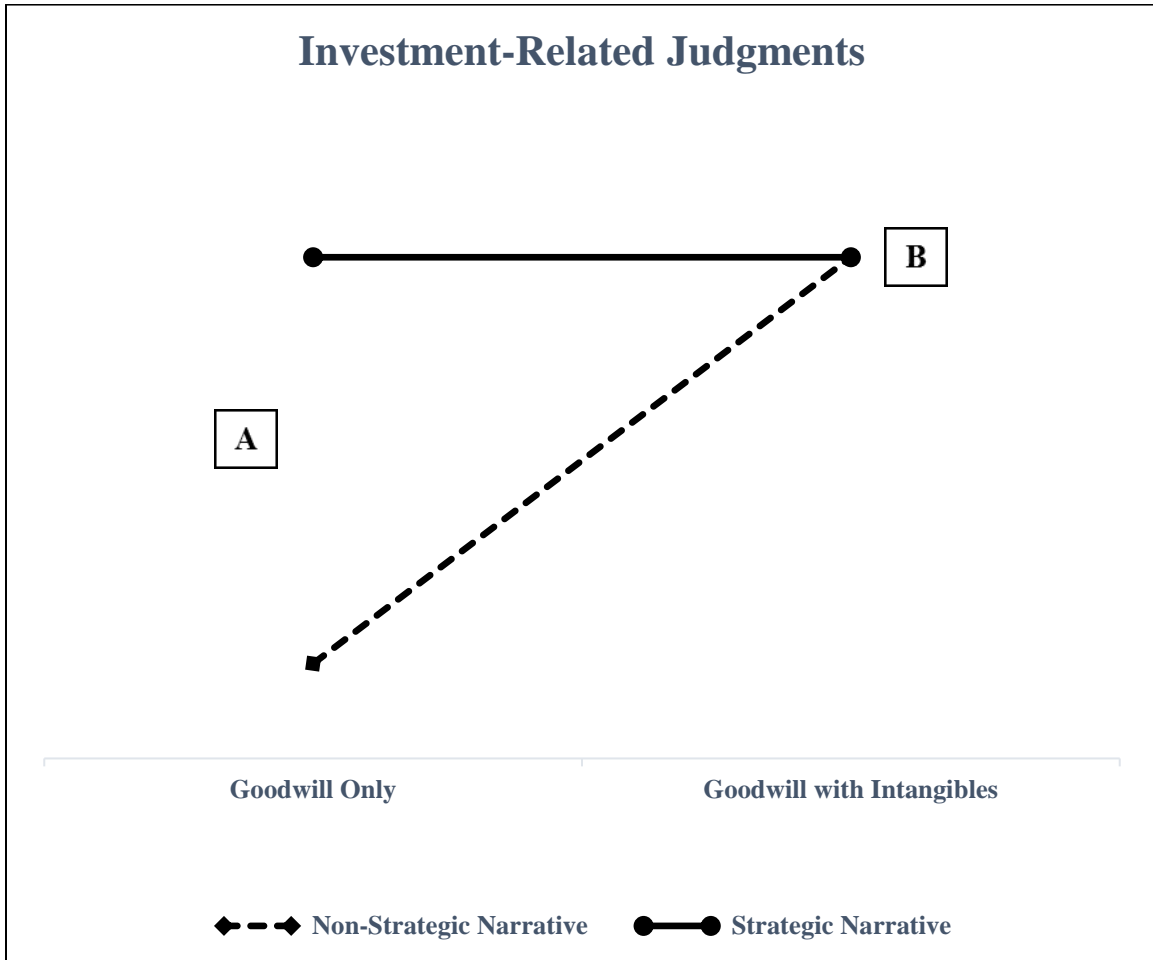 Investment-Related Judgments
B
A
Goodwill Only
Goodwill with Intangibles
Non-Strategic Narrative
Strategic Narrative